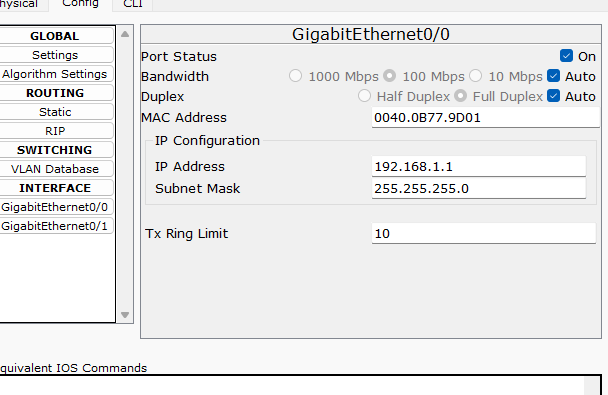 Physical Config CLI
GLOBAL
Settings
Algorithm Settings
ROUTING
Static
RIP
SWITCHING
VLAN Database
INTERFACE
GigabitEthernet0/0
GigabitEthernet0/1
GigabitEthernet0/0
Port Status On
Bandwidth 1000 Mbps 100 Mbps 10 Mbps Auto
Duplex Half Duplex Full Duplex Auto
MAC Address 0040.0B77.9D01
IP Configuration
IP Address 192.168.1.1
Subnet Mask 255.255.255.0
Tx Ring Limit 10
quivalent IOS Commands